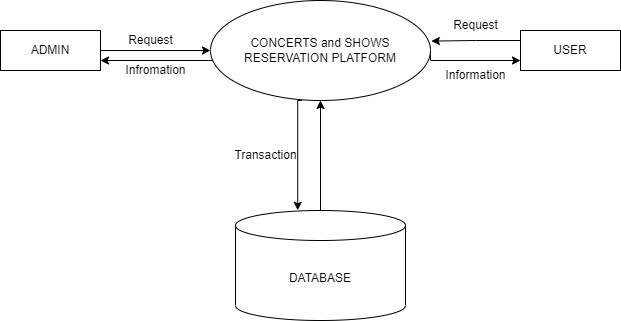 ADMIN
Request
Infromation
CONCERTS and SHOWS
RESERVATION PLATFORM
Request
Information
USER
Transaction
DATABASE